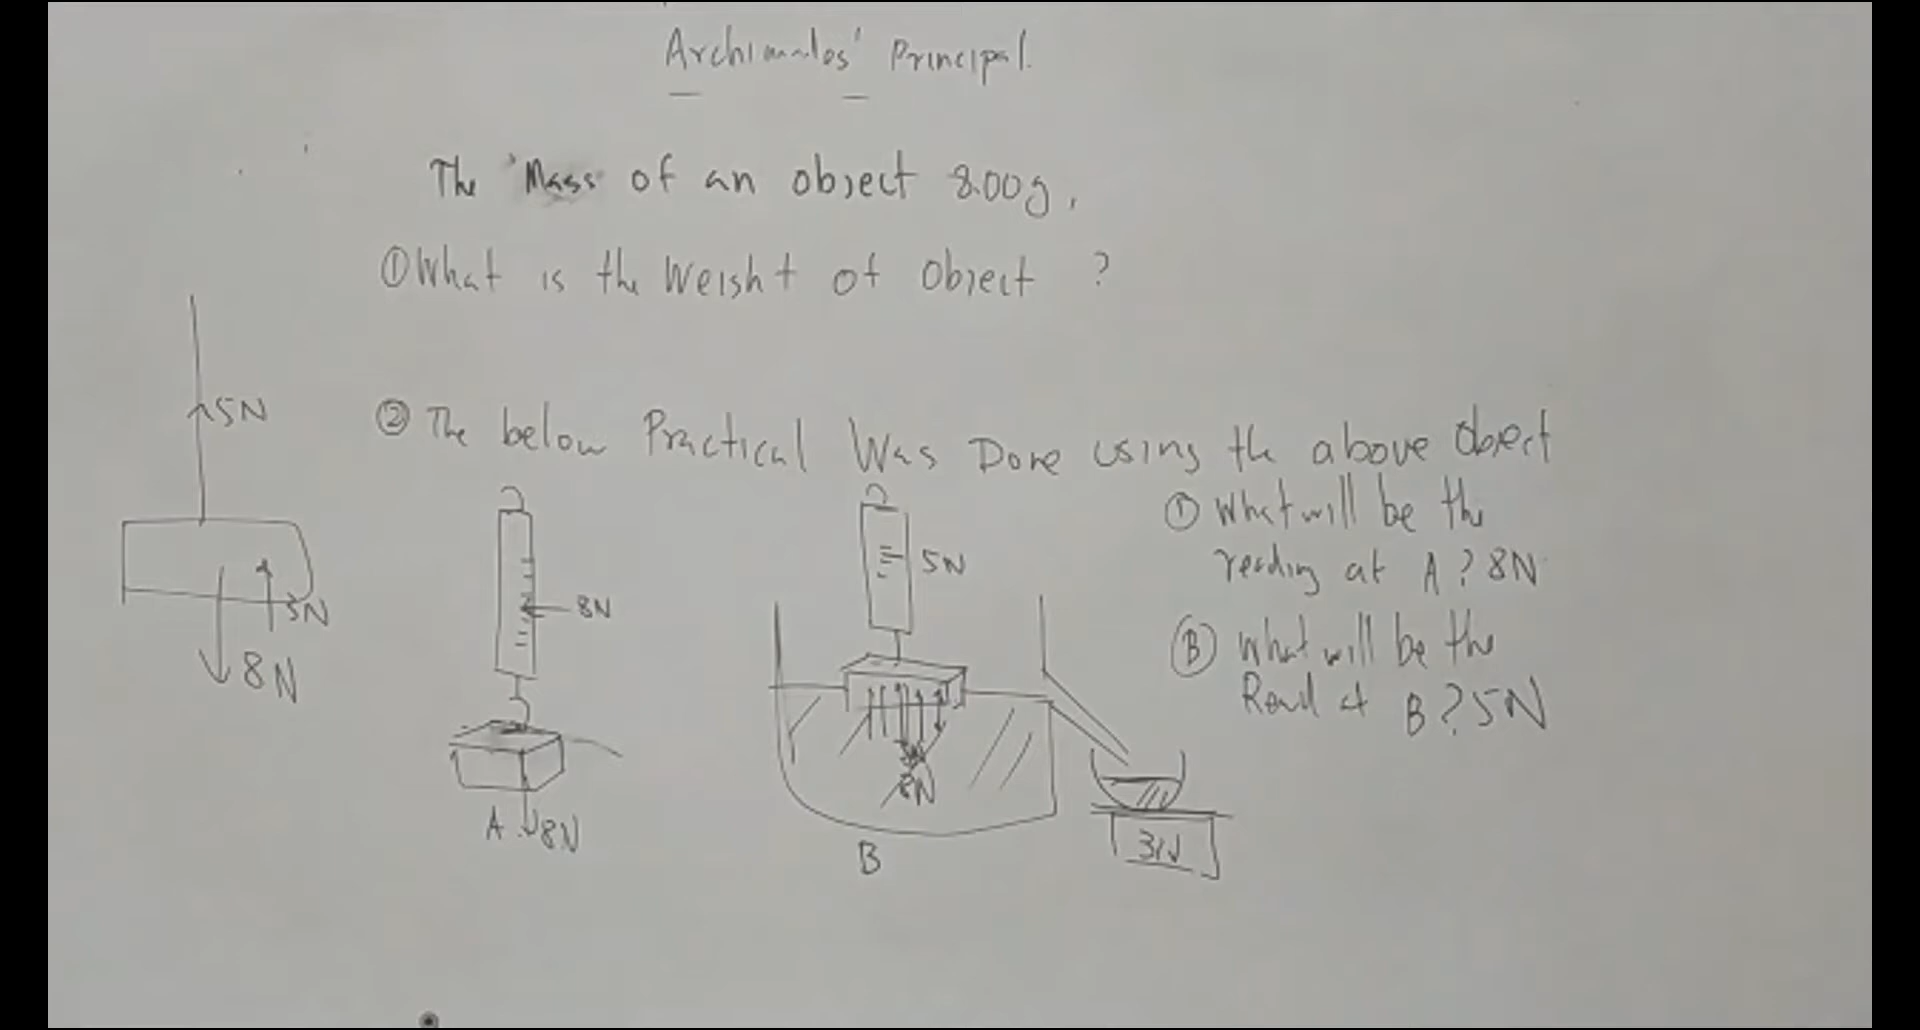 Archimades' Principal.
The Mass of an object 800g.
① What is the Weight of Object ?
② The below Practical Was Done using the above Object
5N
3N
8N
8N
A
8N
5N
B
3N
① What will be the
reading at A ? 8N
Ⓑ What will be the
Read at B ? 5N